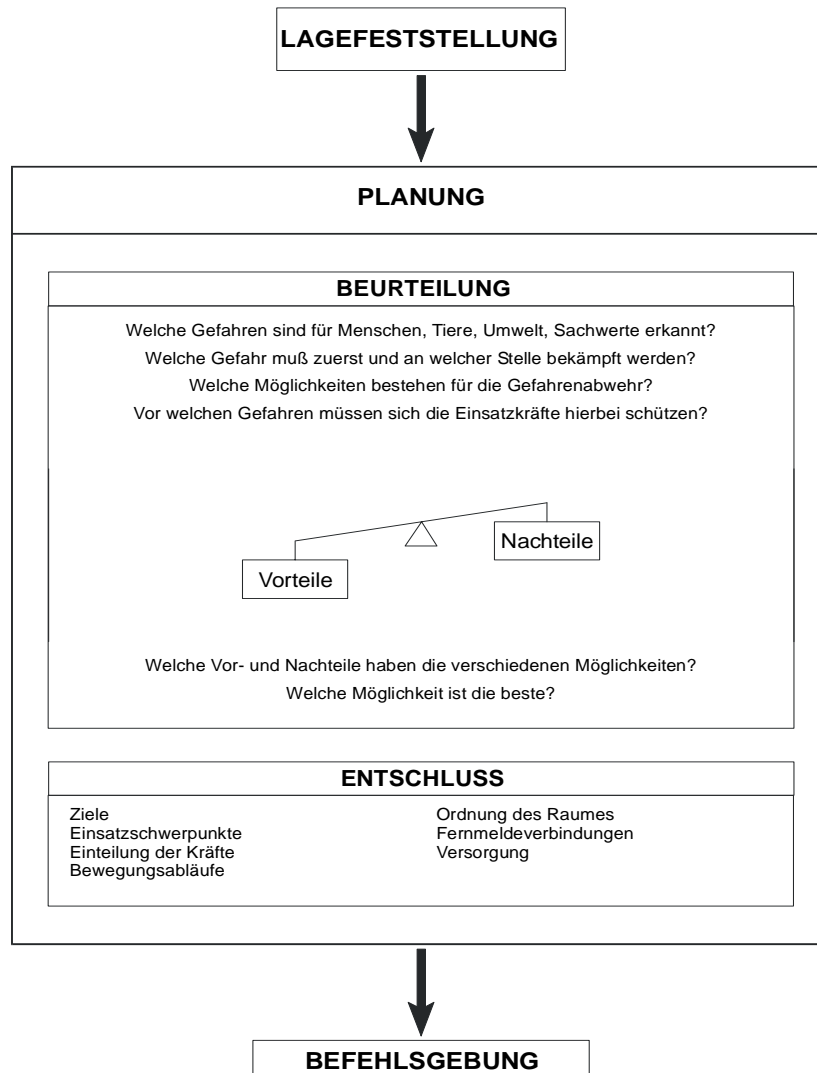 LAGEFESTSTELLUNG
PLANUNG
BEURTEILUNG
Welche Gefahren sind für Menschen, Tiere, Umwelt, Sachwerte erkannt?
Welche Gefahr muß zuerst und an welcher Stelle bekämpft werden?
Welche Möglichkeiten bestehen für die Gefahrenabwehr?
Vor welchen Gefahren müssen sich die Einsatzkräfte hierbei schützen?
Nachteile
Vorteile
Welche Vor- und Nachteile haben die verschiedenen Möglichkeiten?
Welche Möglichkeit ist die beste?
ENTSCHLUSS
Ziele
Einsatzschwerpunkte
Einteilung der Kräfte
Bewegungsabläufe
Ordnung des Raumes
Fernmeldeverbindungen
Versorgung
BEFEHLSGEBUNG